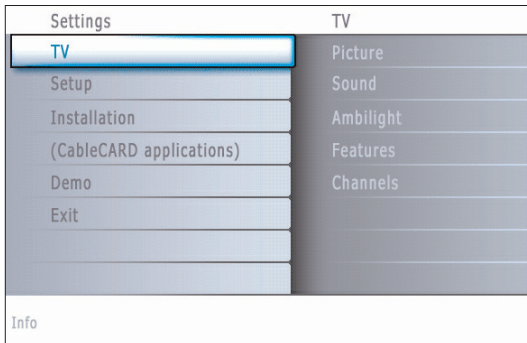 Settings
TV
Setup
Installation
(CableCARD applications)
Demo
Exit
TV
Picture
Sound
Ambilight
Features
Channels
Info